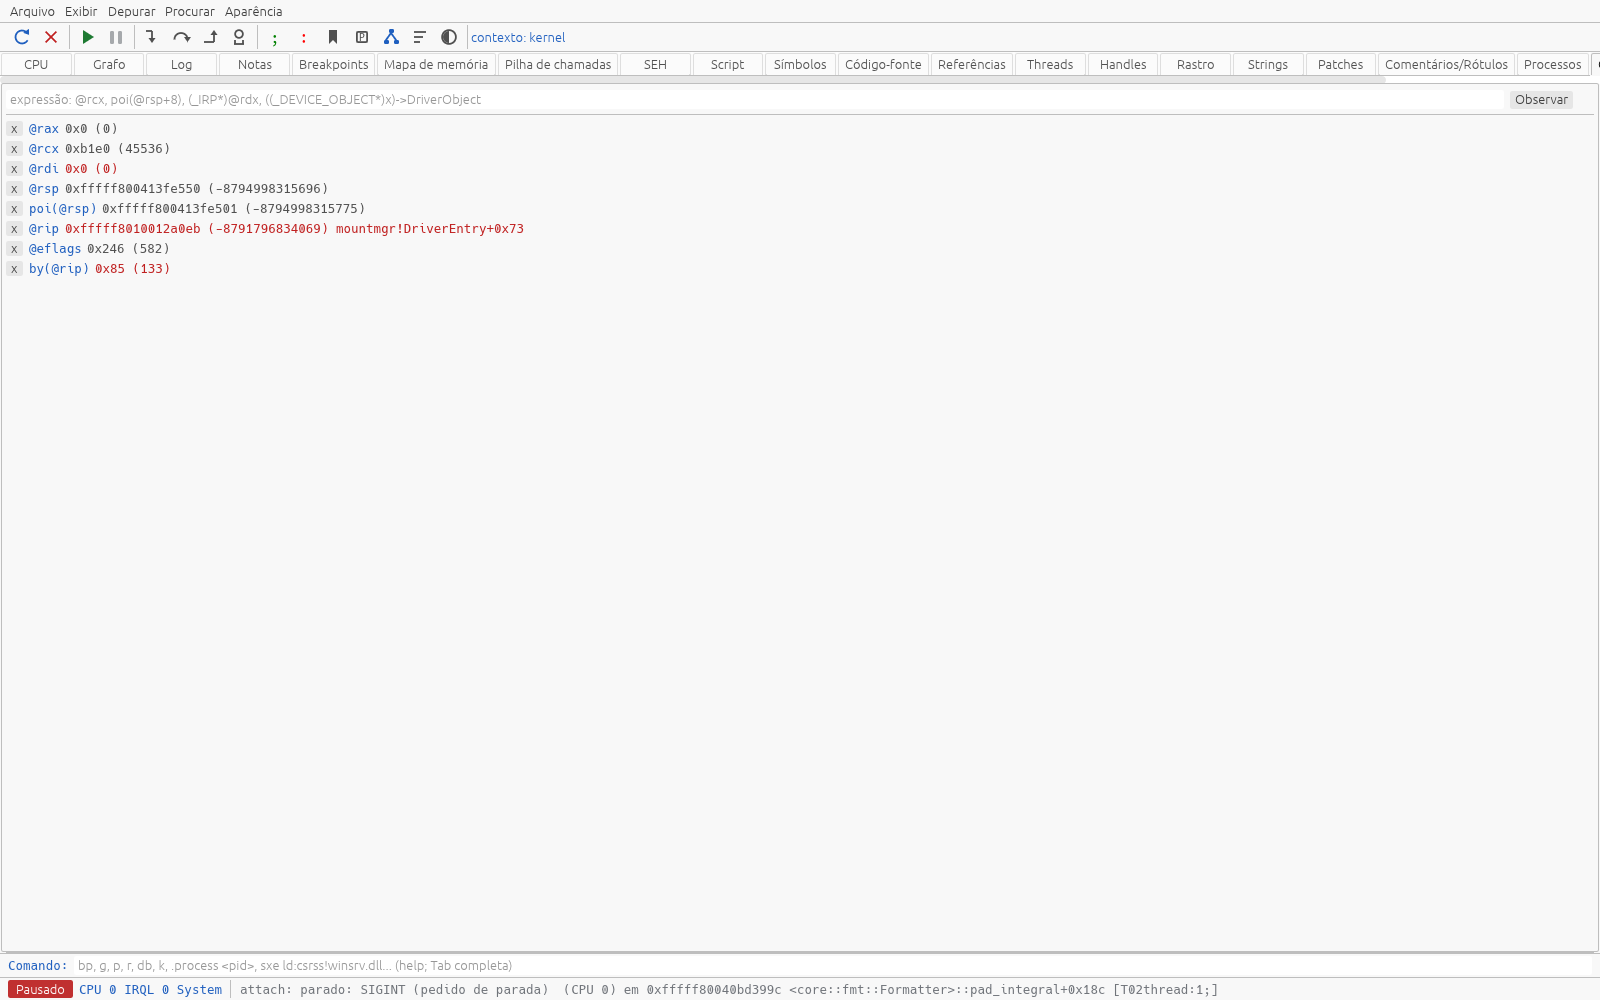 Arquivo Exibir Depurar Procurar Aparência
; : P contexto: kernel
CPU Grafo Log Notas Breakpoints Mapa de memória Pilha de chamadas SEH Script Símbolos Código-fonte Referências Threads Handles Rastro Strings Patches Comentários/Rótulos Processos
expressão: @rcx, poi(@rsp+8), (_IRP*)@rdx, ((_DEVICE_OBJECT*)x)->DriverObject Observar
x @rax 0x0 (0)
x @rcx 0xb1e0 (45536)
x @rdi 0x0 (0)
x @rsp 0xfffff800413fe550 (-8794998315696)
x poi(@rsp) 0xfffff800413fe501 (-8794998315775)
x @rip 0xfffff8010012a0eb (-8791796834069) mountmgr!DriverEntry+0x73
x @eflags 0x246 (582)
x by(@rip) 0x85 (133)
Comando: bp, g, p, r, db, k, .process <pid>, sxe ld:csrss!winsrv.dll... (help; Tab completa)
Pausado CPU 0 IRQL 0 System attach: parado: SIGINT (pedido de parada) (CPU 0) em 0xfffff80040bd399c <core::fmt::Formatter>::pad_integral+0x18c [T02thread:1;]